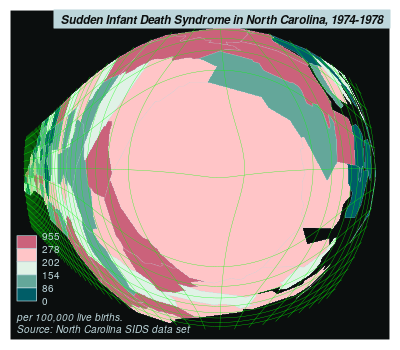 Sudden Infant Death Syndrome in North Carolina, 1974-1978
955
278
202
154
86
0
per 100,000 live births.
Source: North Carolina SIDS data set